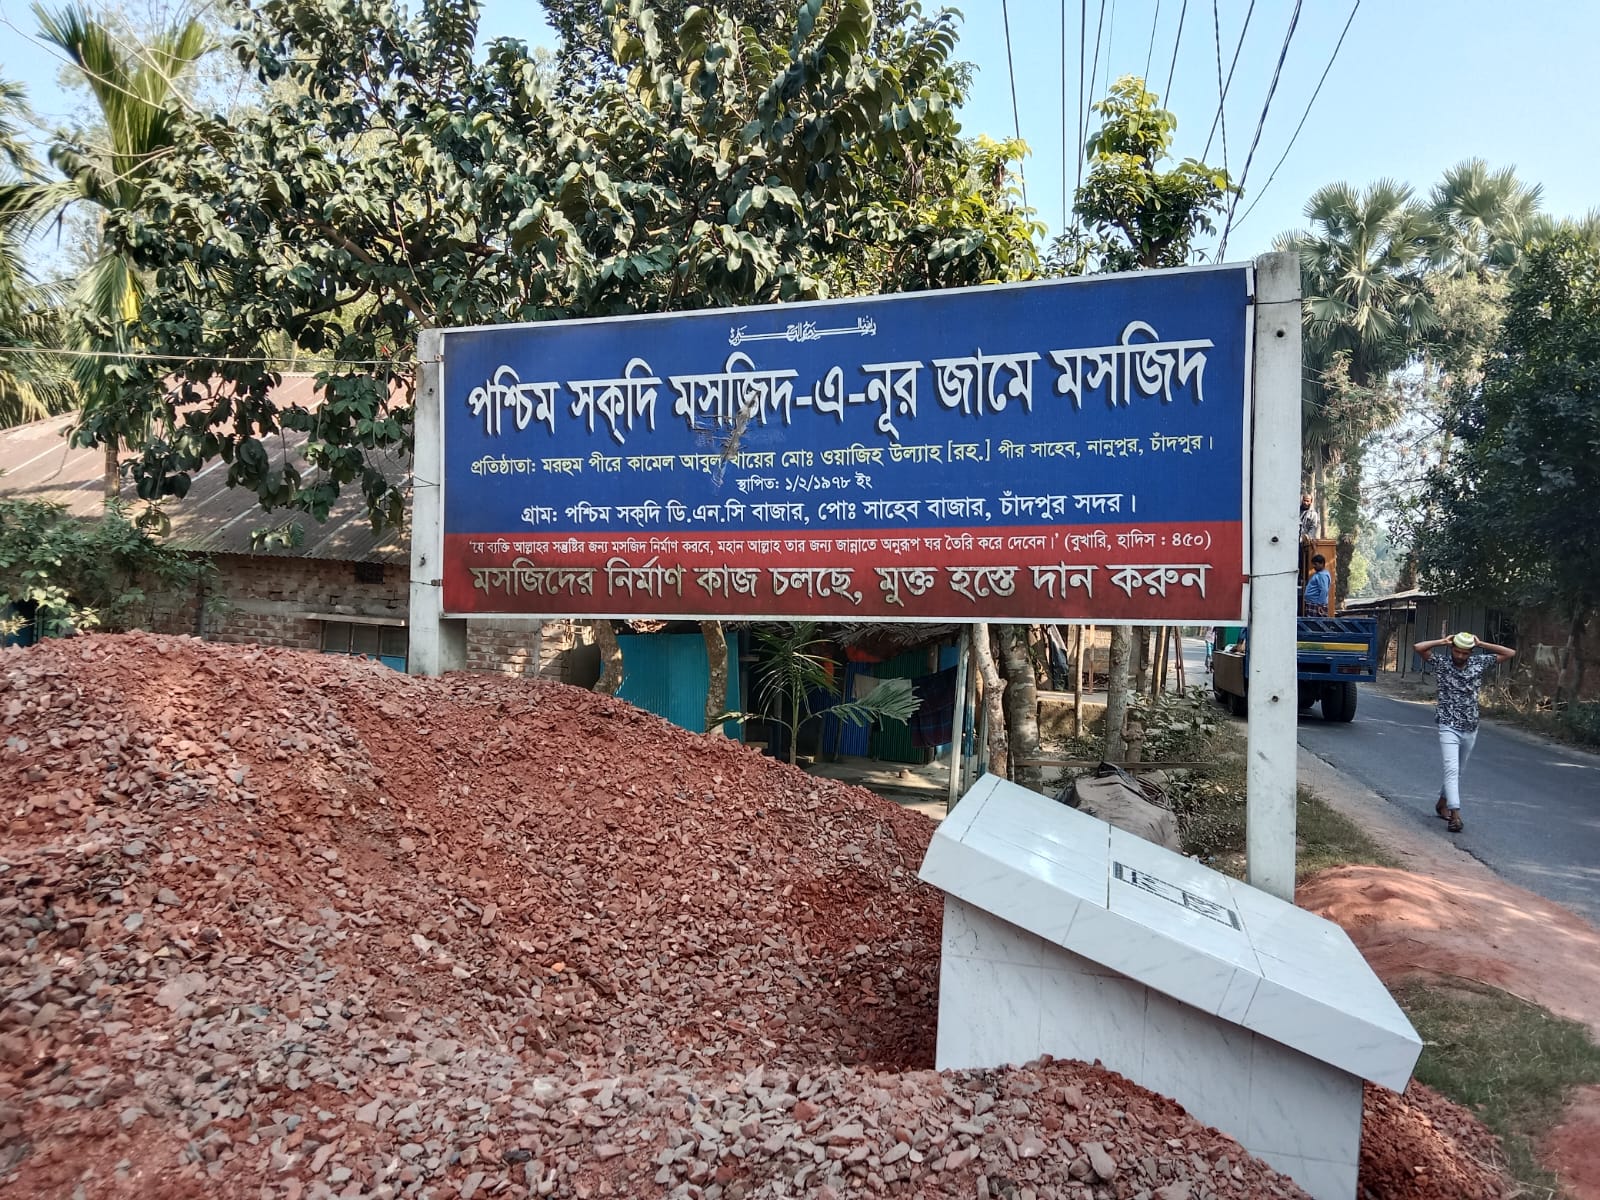 پشچিম সক্‌দি মসজিদ-এ-নূর জামে মসজিদ
প্রতিষ্ঠাতা: মরহুম পীরে কামেল আবুল খায়ের মোঃ ওয়াজিহ উল্যাহ [রহ.] পীর সাহেব, নানুপুর, চাঁদপুর।
স্থাপিত: ১/২/১৯৭৮ ইং
গ্রাম: পশ্চিম সক্‌দি ডি.এন.সি বাজার, পোঃ সাহেব বাজার, চাঁদপুর সদর।
‘যে ব্যক্তি আল্লাহর সন্তুষ্টির জন্য মসজিদ নির্মাণ করবে, মহান আল্লাহ তার জন্য জান্নাতে অনুরূপ ঘর তৈরি করে দেবেন।’ (বুখারি, হাদিস : ৪৫০)
মসজিদের নির্মাণ কাজ চলছে, মুক্ত হস্তে দান করুন